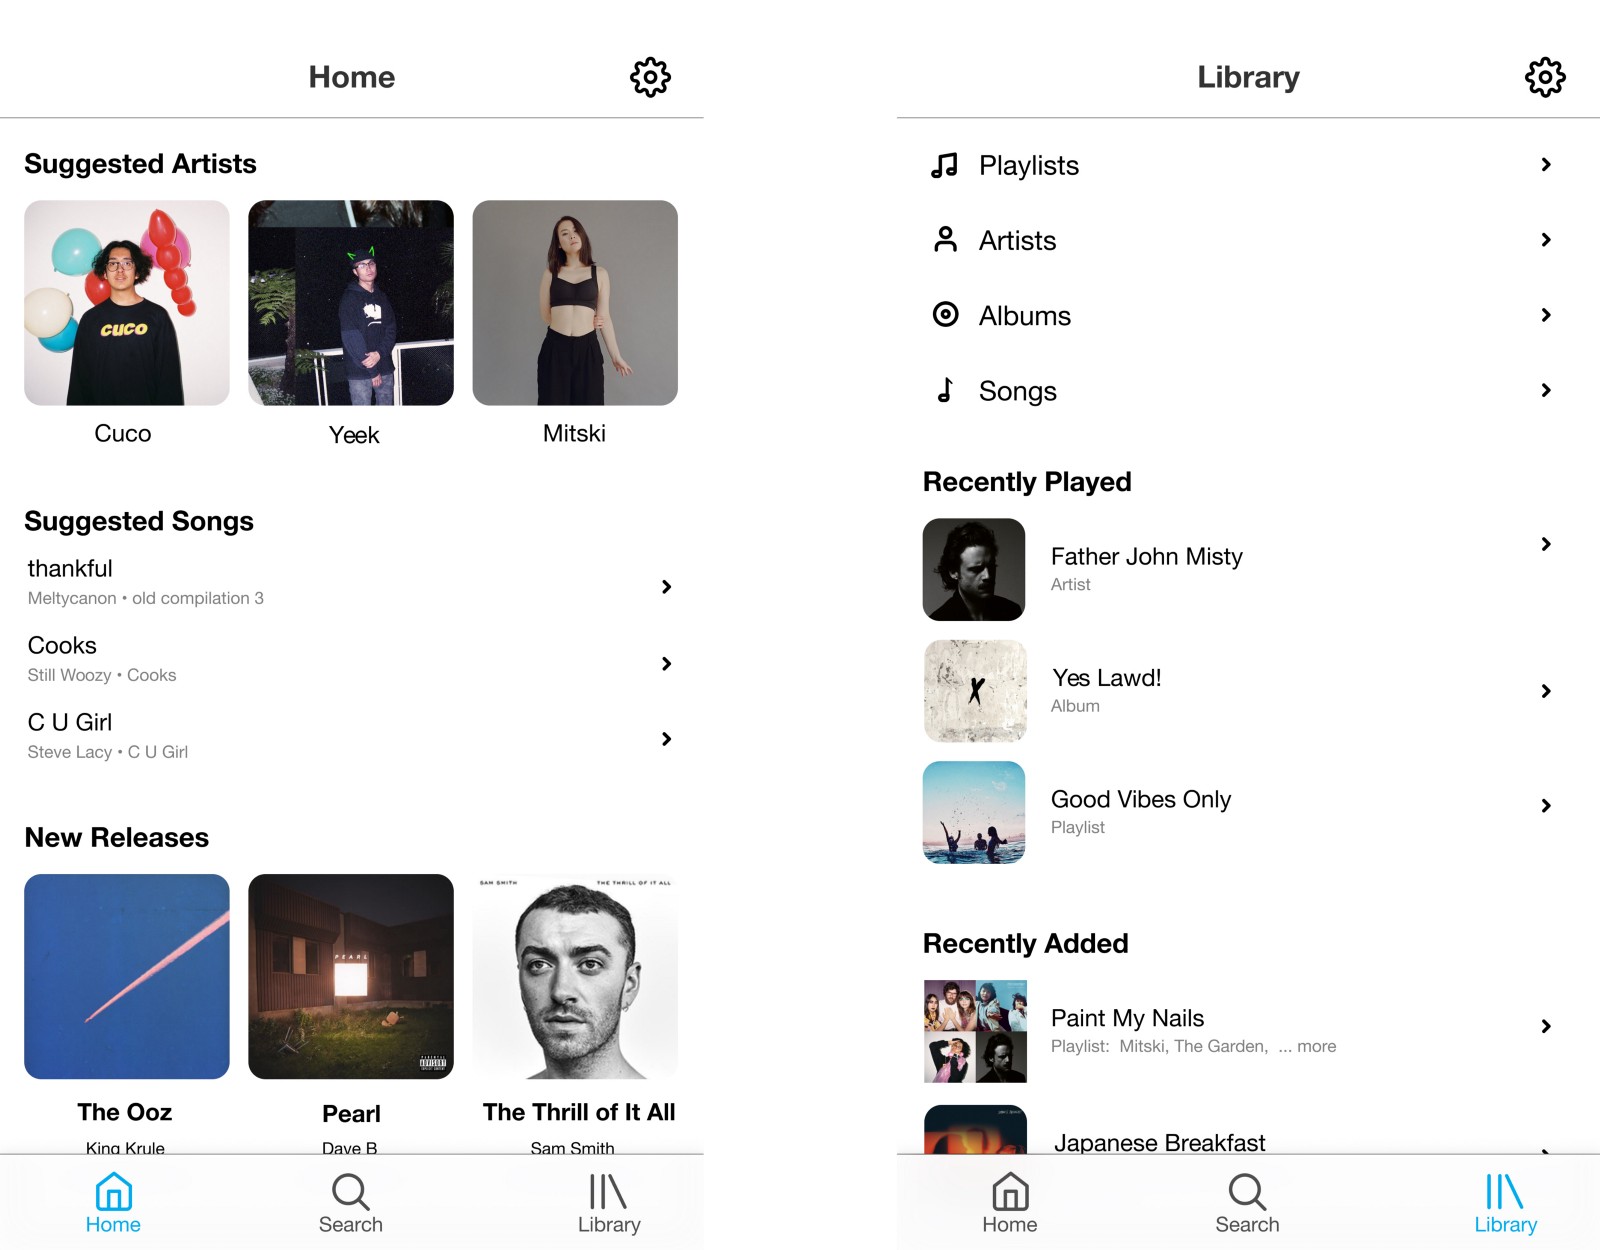 Home
Suggested Artists
CUCO
Cuco
Yeek
Mitski
Suggested Songs
thankful
Meltycanon • old compilation 3
Cooks
Still Woozy • Cooks
C U Girl
Steve Lacy • C U Girl
New Releases
PEARL
PARENTAL
ADVISORY
EXPLICIT CONTENT
SAM SMITH
THE THRILL OF IT ALL
The Ooz
Pearl
The Thrill of It All
King Krule
Dave B
Sam Smith
Home
Search
Library
Library
Playlists
Artists
Albums
Songs
Recently Played
Father John Misty
Artist
X
Yes Lawd!
Album
Good Vibes Only
Playlist
Recently Added
Paint My Nails
Playlist: Mitski, The Garden, ... more
Japanese Breakfast
Home
Search
Library